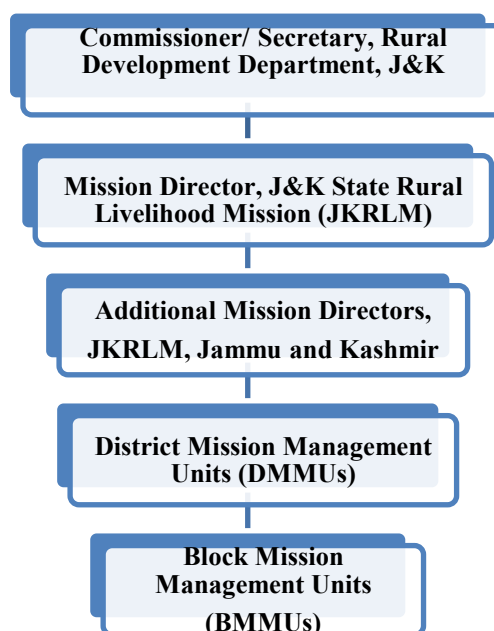 Commissioner/ Secretary, Rural
Development Department, J&K
Mission Director, J&K State Rural
Livelihood Mission (JKRLM)
Additional Mission Directors,
JKRLM, Jammu and Kashmir
District Mission Management
Units (DMMUs)
Block Mission
Management Units
(BMMUs)